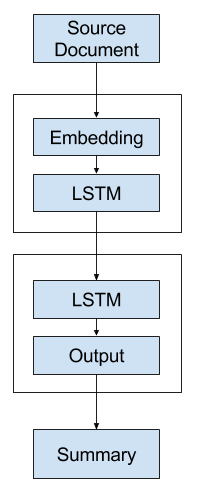 Source
Document
Embedding
LSTM
LSTM
Output
Summary